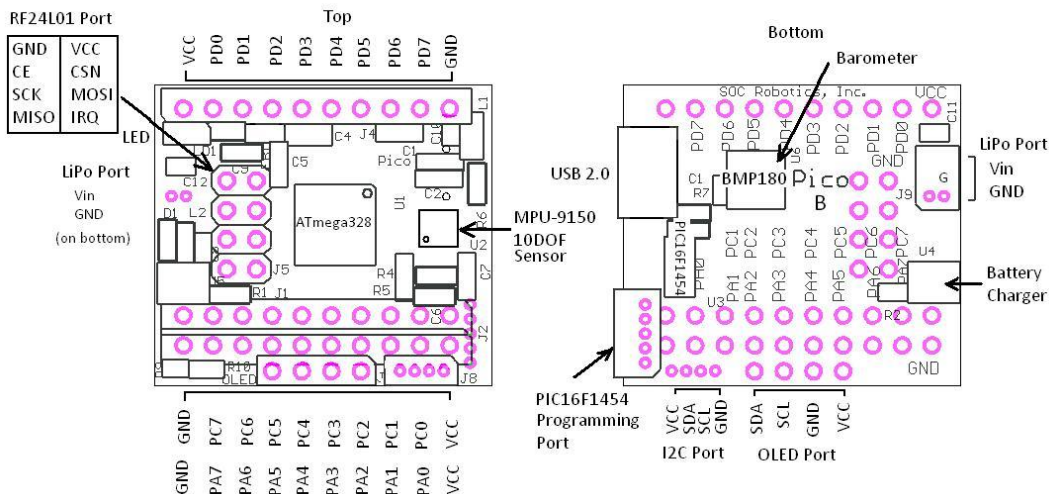 RF24L01 Port
GND VCC
CE CSN
SCK MOSI
MISO IRQ
Top
VCC PD0 PD1 PD2 PD3 PD4 PD5 PD6 PD7 GND
LED
LiPo Port
Vin
GND
(on bottom)
D1
C9
C12
C5
C4
J4
C1
L1
Pico
C2
U1
ATmega328
R6
U2
MPU-9150
10DOF
Sensor
L2
D1
J5
R4
R5
C7
C6
R1
J1
J2
R10
OLED
J8
GND PC7 PC6 PC5 PC4 PC3 PC2 PC1 PC0 VCC
GND PA7 PA6 PA5 PA4 PA3 PA2 PA1 PA0 VCC
Bottom
Barometer
SOC Robotics, Inc.
VCC
C11
PD7 PD6 PD5 PD4 PD3 PD2 PD1 PD0
GND
USB 2.0
C1
R7
BMP180
Pico
B
LiPo Port
Vin
GND
G
J9
PIC16F1454
PA0 PC1 PC2 PC3 PC4 PC5 PC6 PC7
PA1 PA2 PA3 PA4 PA5 PA6 PA7
U3
U4
R2
Battery
Charger
GND
PIC16F1454
Programming
Port
VCC SDA SCL GND
I2C Port
SDA SCL GND VCC
OLED Port